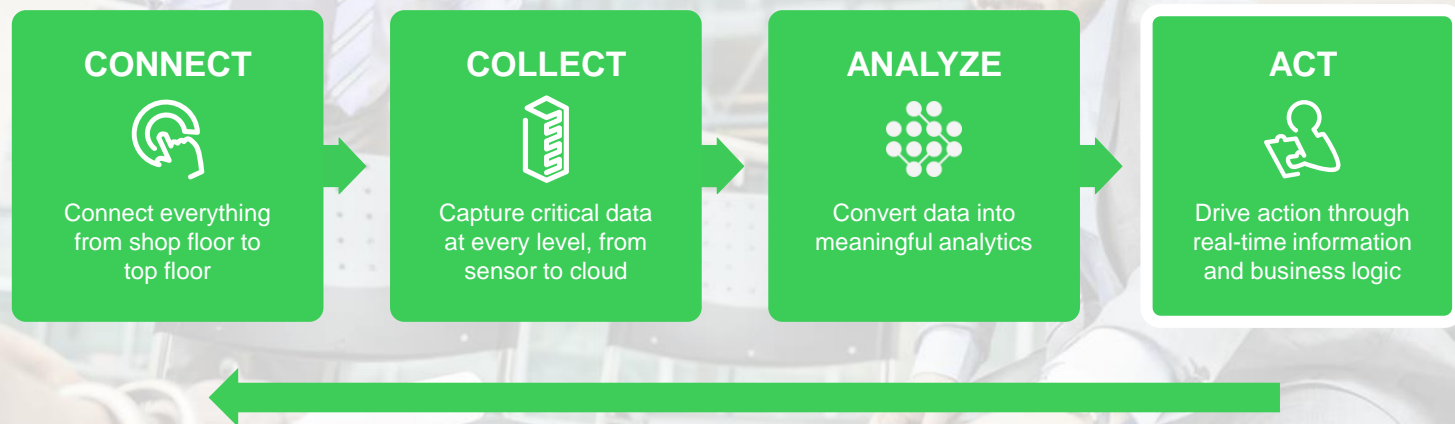 CONNECT
Connect everything
from shop floor to
top floor
COLLECT
Capture critical data
at every level, from
sensor to cloud
ANALYZE
Convert data into
meaningful analytics
ACT
Drive action through
real-time information
and business logic